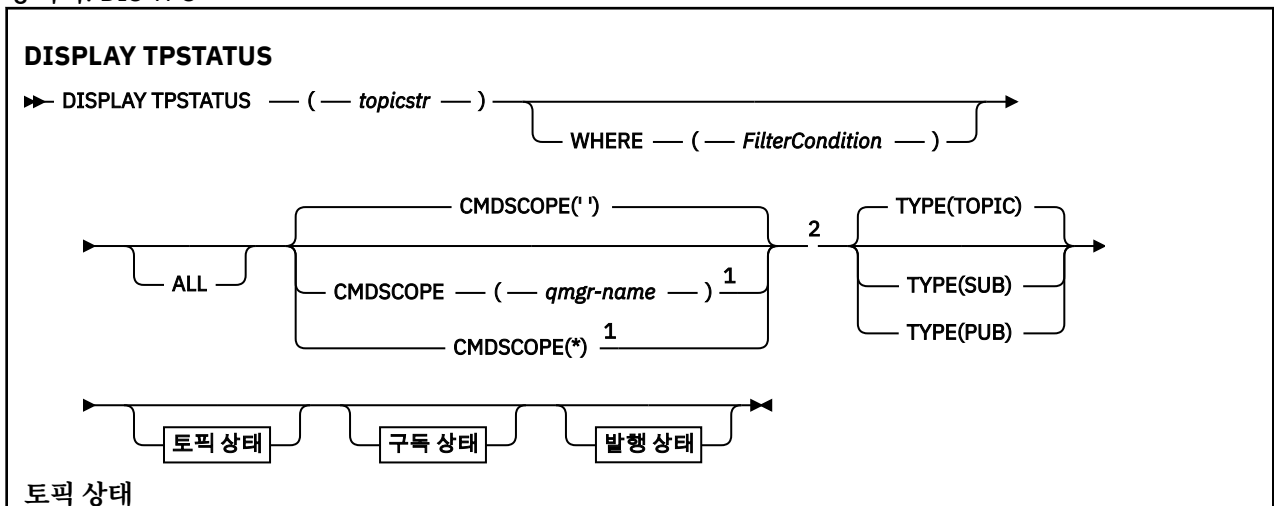 DISPLAY TPSTATUS
DISPLAY TPSTATUS ( topicstr )
WHERE ( FilterCondition )
CMDSCOPE(' ')
2
TYPE(TOPIC)
ALL
CMDSCOPE ( qmgr-name ) 1
TYPE(SUB)
CMDSCOPE(*) 1
TYPE(PUB)
토픽 상태
구독 상태
발행 상태
토픽 상태